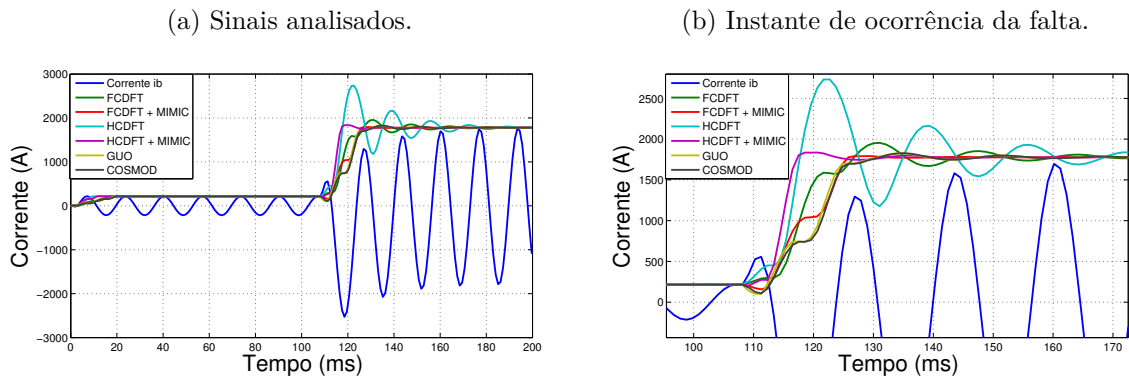 (a) Sinais analisados.
3000
2000
1000
0
−1000
−2000
−3000
0
20
40
60
80
100
120
140
160
180
200
Corrente (A)
Tempo (ms)
Corrente ib
FCDFT
FCDFT + MIMIC
HCDFT
HCDFT + MIMIC
GUO
COSMOD
(b) Instante de ocorrência da falta.
2500
2000
1500
1000
500
0
100
110
120
130
140
150
160
170
Corrente (A)
Tempo (ms)
Corrente ib
FCDFT
FCDFT + MIMIC
HCDFT
HCDFT + MIMIC
GUO
COSMOD